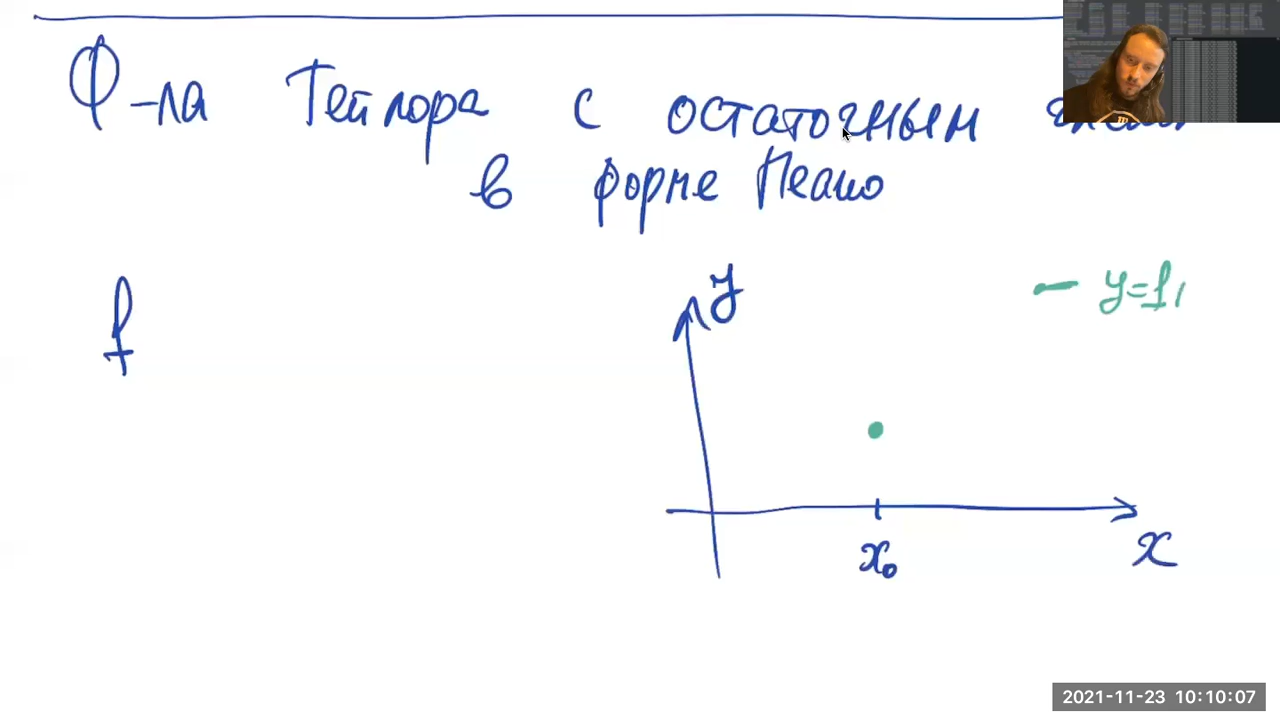 Ф-ла Тейлора с остаточным
в форме Пеано
f
y
y=f(
x₀
x
2021-11-23 10:10:07